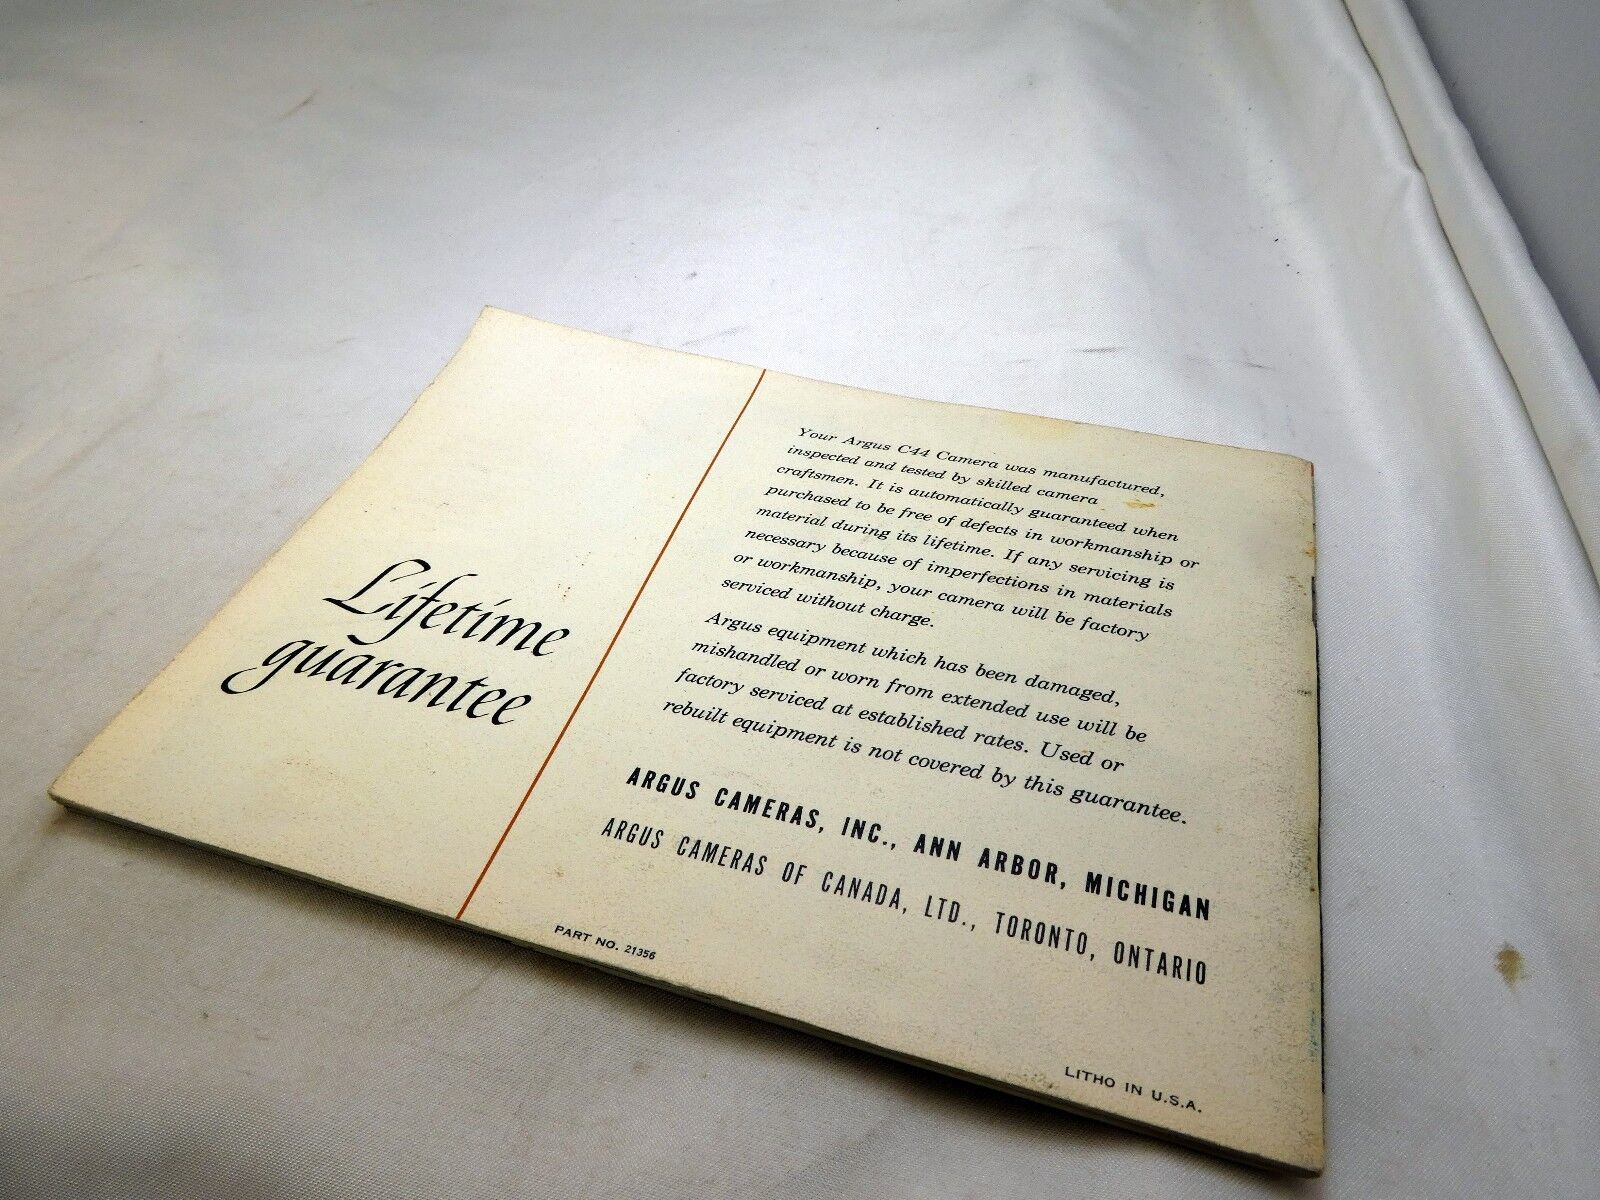 Lifetime
guarantee
Your Argus C44 Camera was manufactured,
inspected and tested by skilled camera
craftsmen. It is automatically guaranteed when
purchased to be free of defects in workmanship or
material during its lifetime. If any servicing is
necessary because of imperfections in materials
or workmanship, your camera will be factory
serviced without charge.
Argus equipment which has been damaged,
mishandled or worn from extended use will be
factory serviced at established rates. Used or
rebuilt equipment is not covered by this guarantee.
ARGUS CAMERAS, INC., ANN ARBOR, MICHIGAN
ARGUS CAMERAS OF CANADA, LTD., TORONTO, ONTARIO
PART NO. 21356
LITHO IN U.S.A.